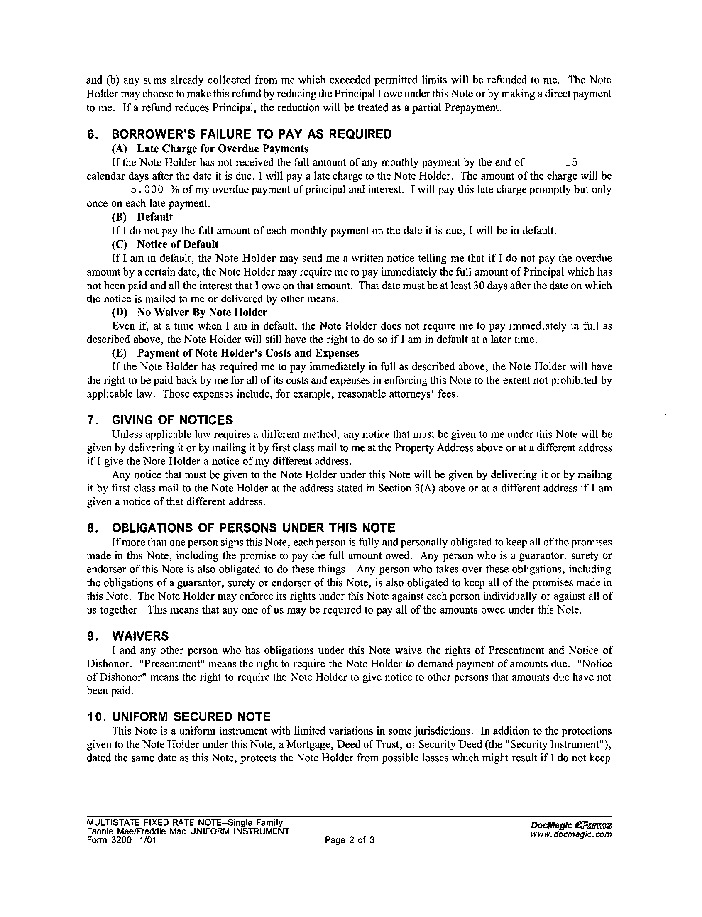 and (b) any sums already collected from me which exceeded permitted limits will be refunded to me. The Note
Holder may choose to make this refund by reducing the Principal I owe under this Note or by making a direct payment
to me. If a refund reduces Principal, the reduction will be treated as a partial Prepayment.
6. BORROWER'S FAILURE TO PAY AS REQUIRED
(A) Late Charge for Overdue Payments
If the Note Holder has not received the full amount of any monthly payment by the end of 15
calendar days after the date it is due, I will pay a late charge to the Note Holder. The amount of the charge will be
5.000 % of my overdue payment of principal and interest. I will pay this late charge promptly but only
once on each late payment.
(B) Default
If I do not pay the full amount of each monthly payment on the date it is due, I will be in default.
(C) Notice of Default
If I am in default, the Note Holder may send me a written notice telling me that if I do not pay the overdue
amount by a certain date, the Note Holder may require me to pay immediately the full amount of Principal which has
not been paid and all the interest that I owe on that amount. That date must be at least 30 days after the date on which
the notice is mailed to me or delivered by other means.
(D) No Waiver By Note Holder
Even if, at a time when I am in default, the Note Holder does not require me to pay immediately in full as
described above, the Note Holder will still have the right to do so if I am in default at a later time.
(E) Payment of Note Holder's Costs and Expenses
If the Note Holder has required me to pay immediately in full as described above, the Note Holder will have
the right to be paid back by me for all of its costs and expenses in enforcing this Note to the extent not prohibited by
applicable law. Those expenses include, for example, reasonable attorneys' fees.
7. GIVING OF NOTICES
Unless applicable law requires a different method, any notice that must be given to me under this Note will be
given by delivering it or by mailing it by first class mail to me at the Property Address above or at a different address
if I give the Note Holder a notice of my different address.
Any notice that must be given to the Note Holder under this Note will be given by delivering it or by mailing
it by first class mail to the Note Holder at the address stated in Section 3(A) above or at a different address if I am
given a notice of that different address.
8. OBLIGATIONS OF PERSONS UNDER THIS NOTE
If more than one person signs this Note, each person is fully and personally obligated to keep all of the promises
made in this Note, including the promise to pay the full amount owed. Any person who is a guarantor, surety or
endorser of this Note is also obligated to do these things. Any person who takes over these obligations, including
the obligations of a guarantor, surety or endorser of this Note, is also obligated to keep all of the promises made in
this Note. The Note Holder may enforce its rights under this Note against each person individually or against all of
us together. This means that any one of us may be required to pay all of the amounts owed under this Note.
9. WAIVERS
I and any other person who has obligations under this Note waive the rights of Presentment and Notice of
Dishonor. "Presentment" means the right to require the Note Holder to demand payment of amounts due. "Notice
of Dishonor" means the right to require the Note Holder to give notice to other persons that amounts due have not
been paid.
10. UNIFORM SECURED NOTE
This Note is a uniform instrument with limited variations in some jurisdictions. In addition to the protections
given to the Note Holder under this Note, a Mortgage, Deed of Trust, or Security Deed (the "Security Instrument"),
dated the same date as this Note, protects the Note Holder from possible losses which might result if I do not keep
MULTISTATE FIXED RATE NOTE--Single Family
Fannie Mae/Freddie Mac UNIFORM INSTRUMENT
Form 3200 1/01
Page 2 of 3
DocMagic
www.docmagic.com